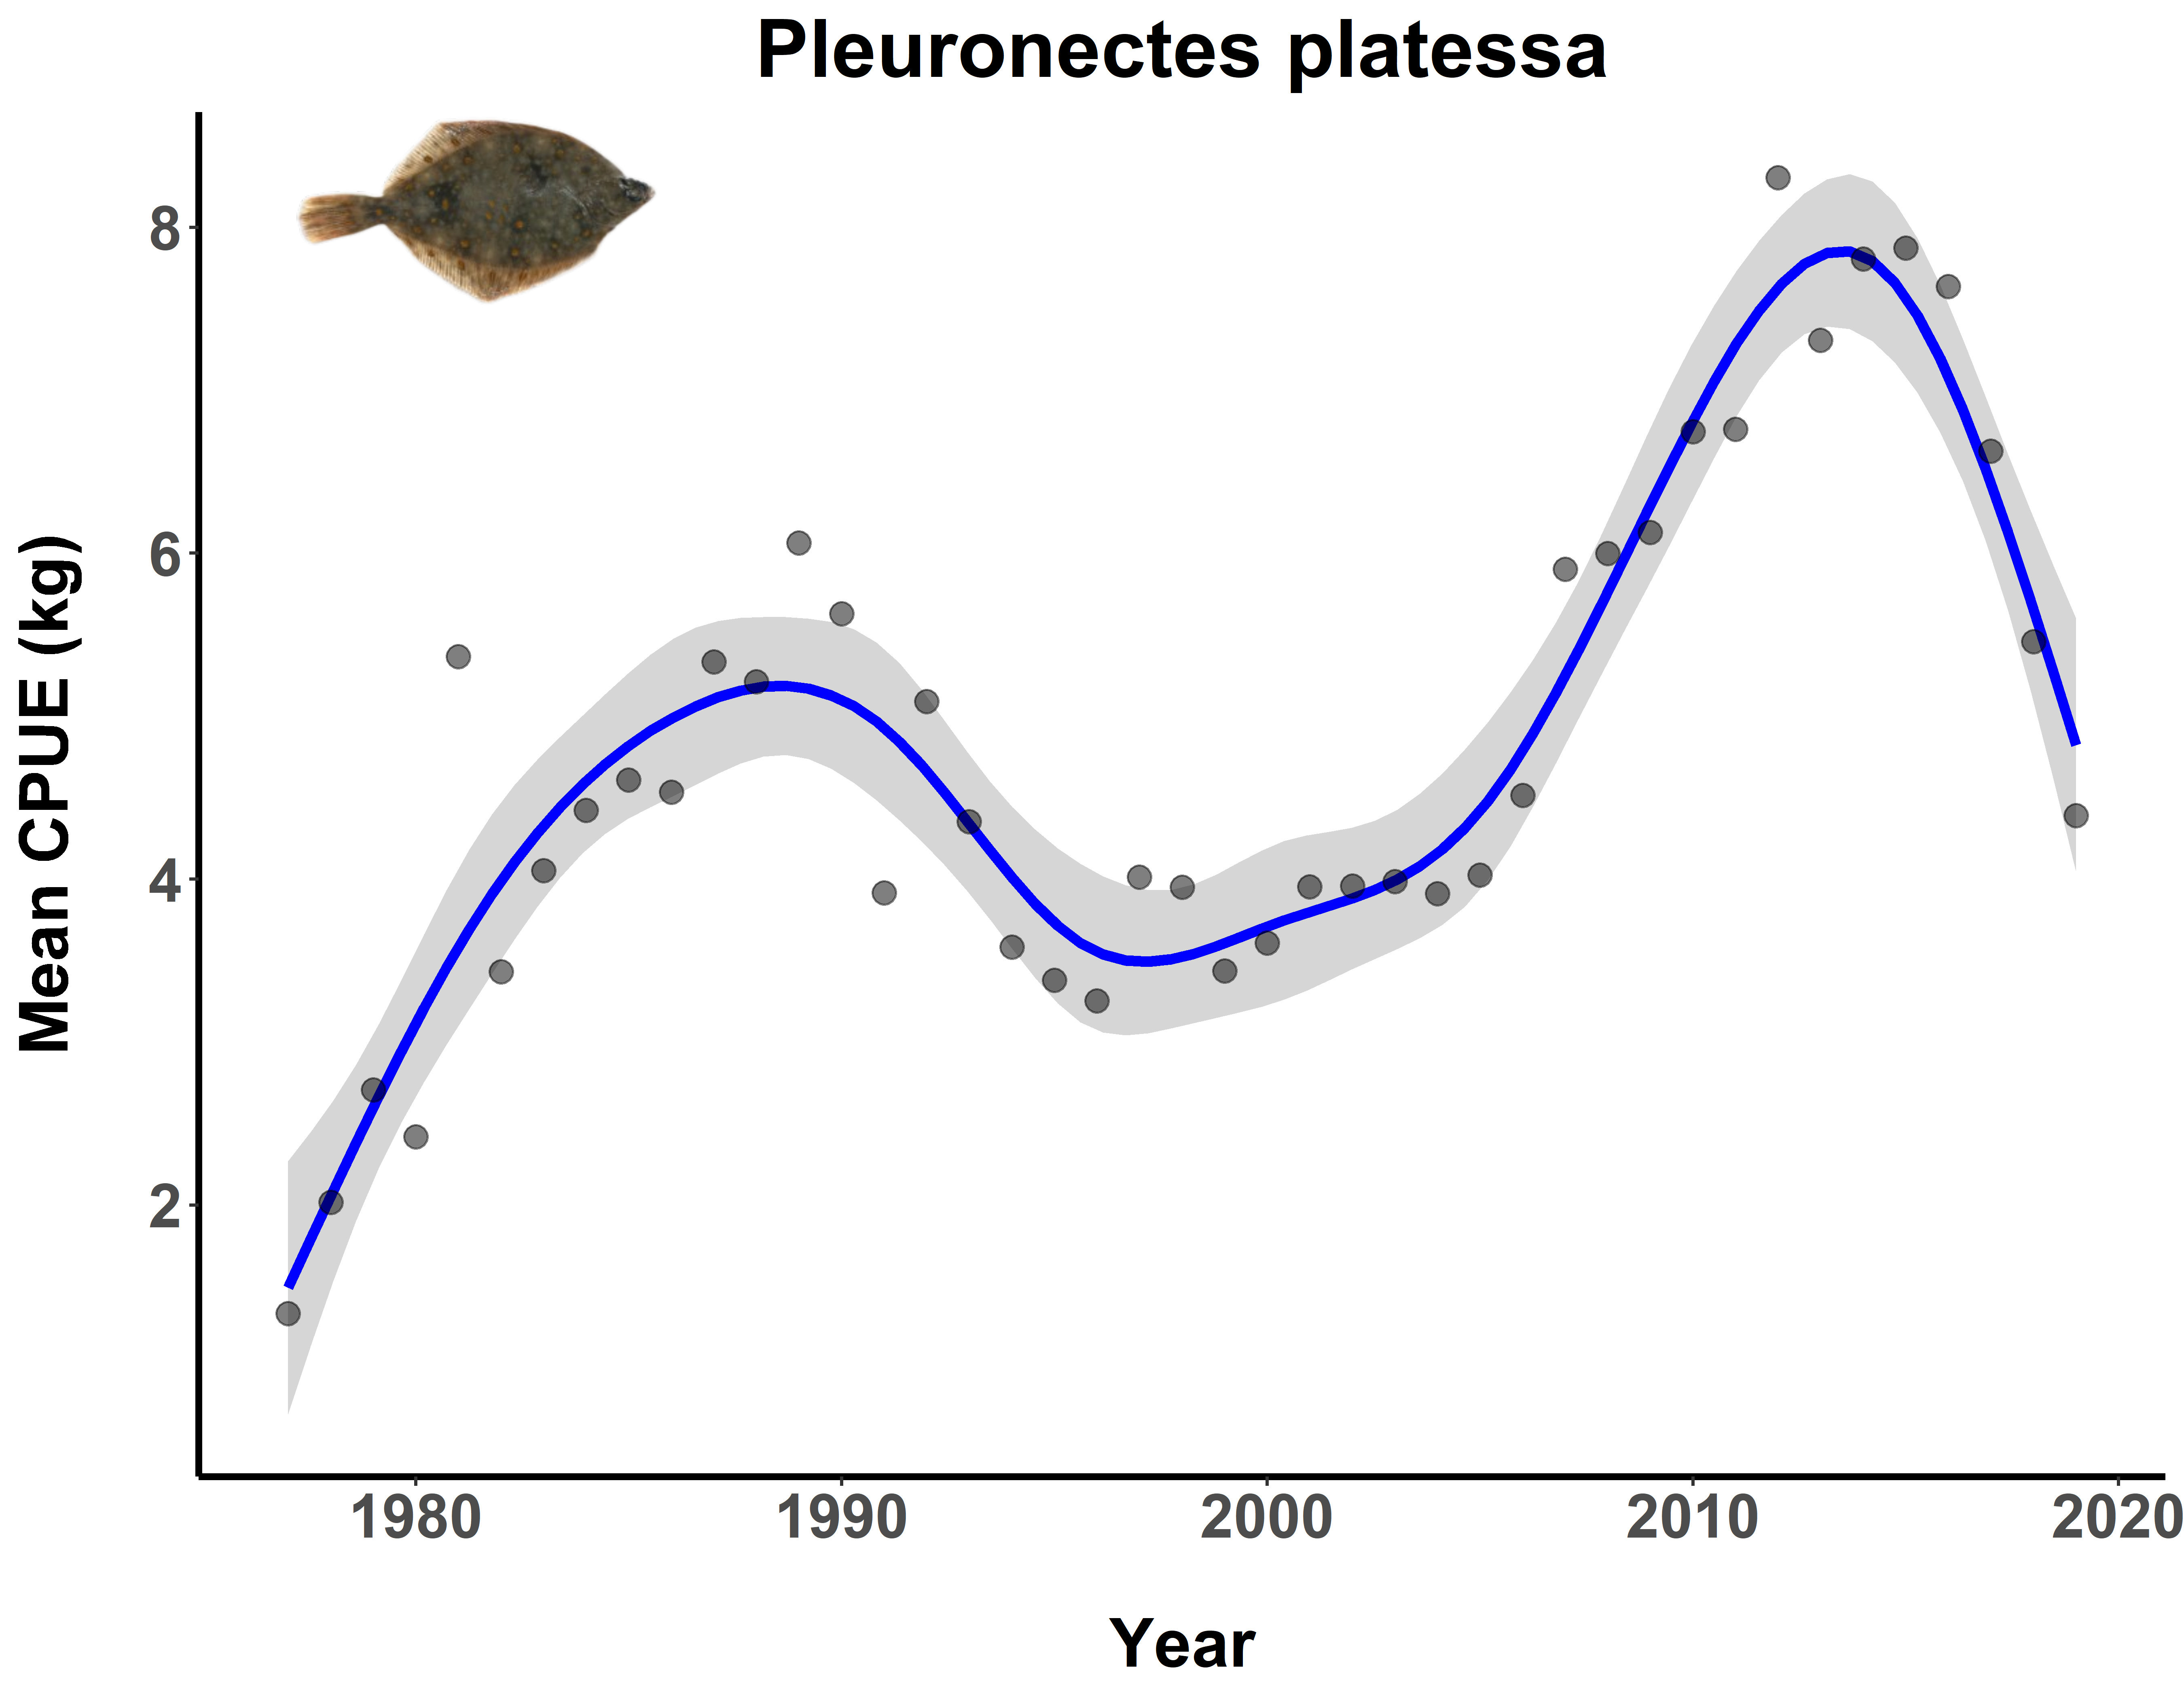 Pleuronectes platessa
Mean CPUE (kg)
8
6
4
2
1980 1990 2000 2010 2020
Year